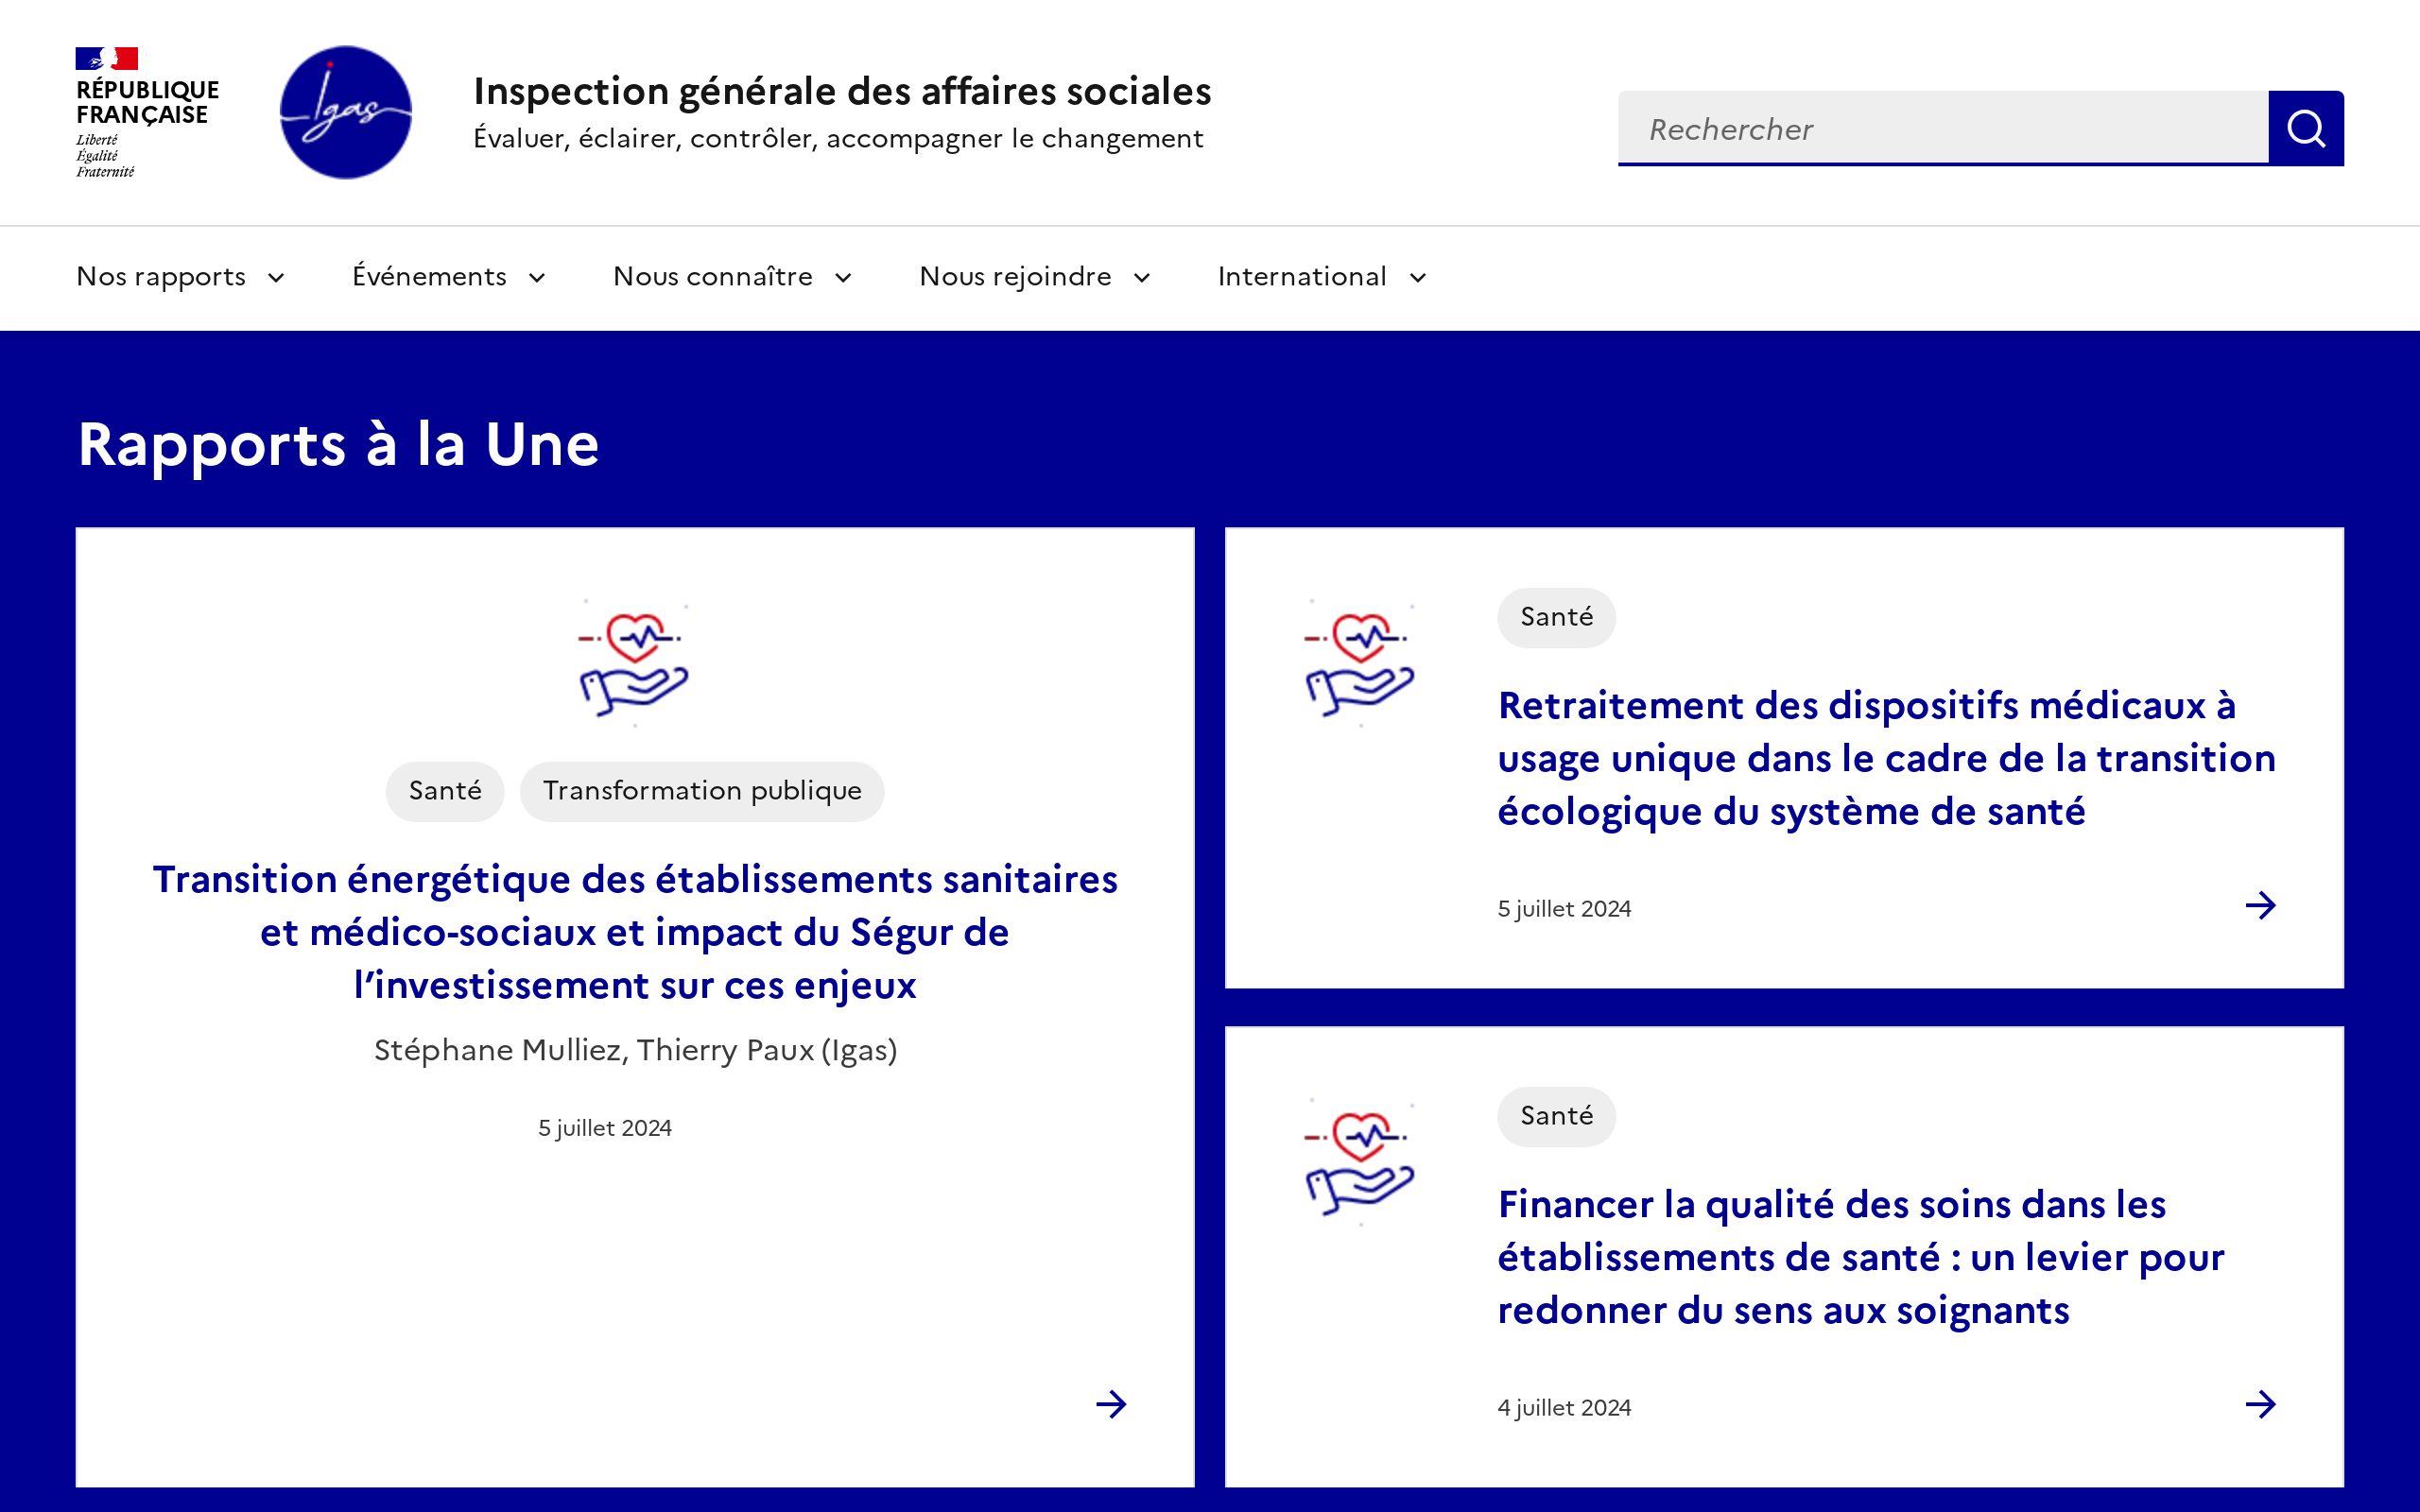 RÉPUBLIQUE
FRANÇAISE
Liberté
Égalité
Fraternité
Igas
Inspection générale des affaires sociales
Évaluer, éclairer, contrôler, accompagner le changement
Rechercher
Nos rapports
Événements
Nous connaître
Nous rejoindre
International
Rapports à la Une
Santé
Transformation publique
Transition énergétique des établissements sanitaires
et médico-sociaux et impact du Ségur de
l’investissement sur ces enjeux
Stéphane Mulliez, Thierry Paux (Igas)
5 juillet 2024
Santé
Retraitement des dispositifs médicaux à
usage unique dans le cadre de la transition
écologique du système de santé
5 juillet 2024
Santé
Financer la qualité des soins dans les
établissements de santé : un levier pour
redonner du sens aux soignants
4 juillet 2024